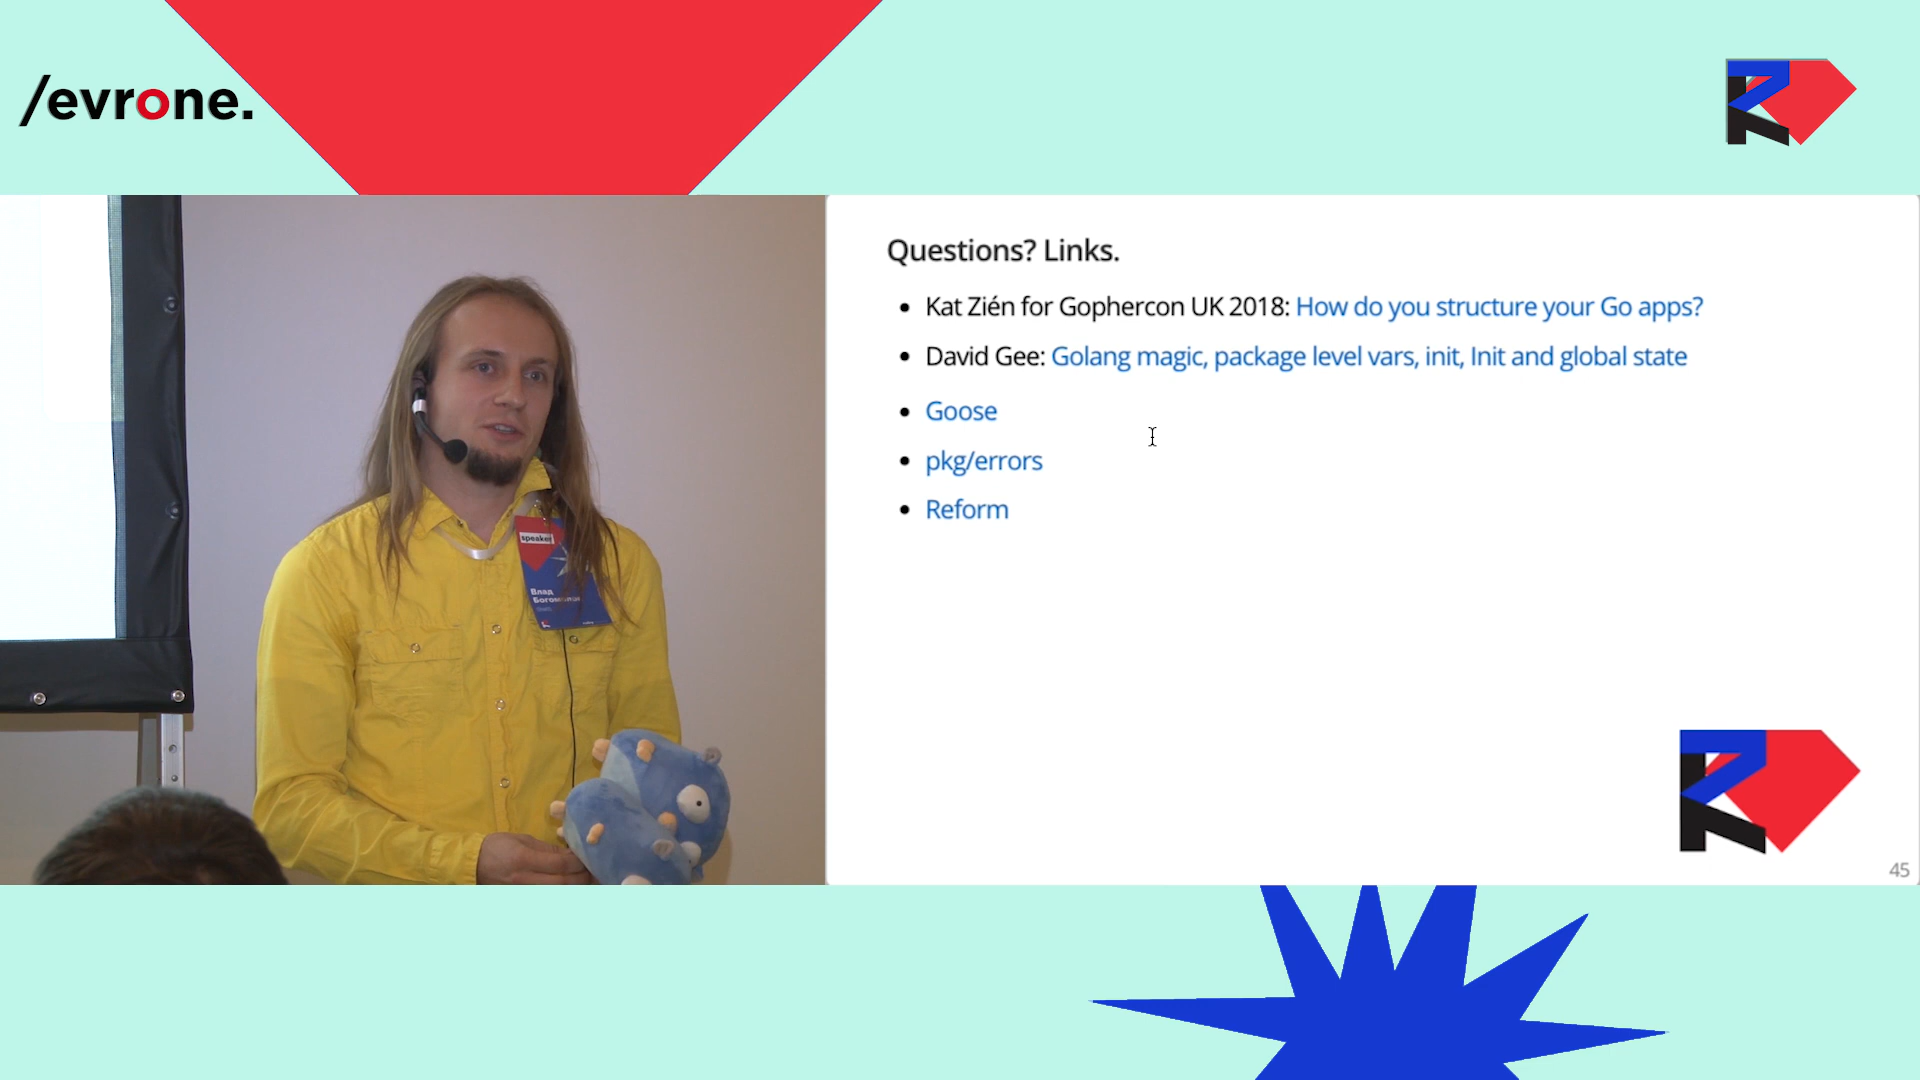 /evrone.
Questions? Links.
Kat Zién for Gophercon UK 2018: How do you structure your Go apps?
David Gee: Golang magic, package level vars, init, Init and global state
Goose
pkg/errors
Reform
45
speaker
Влад